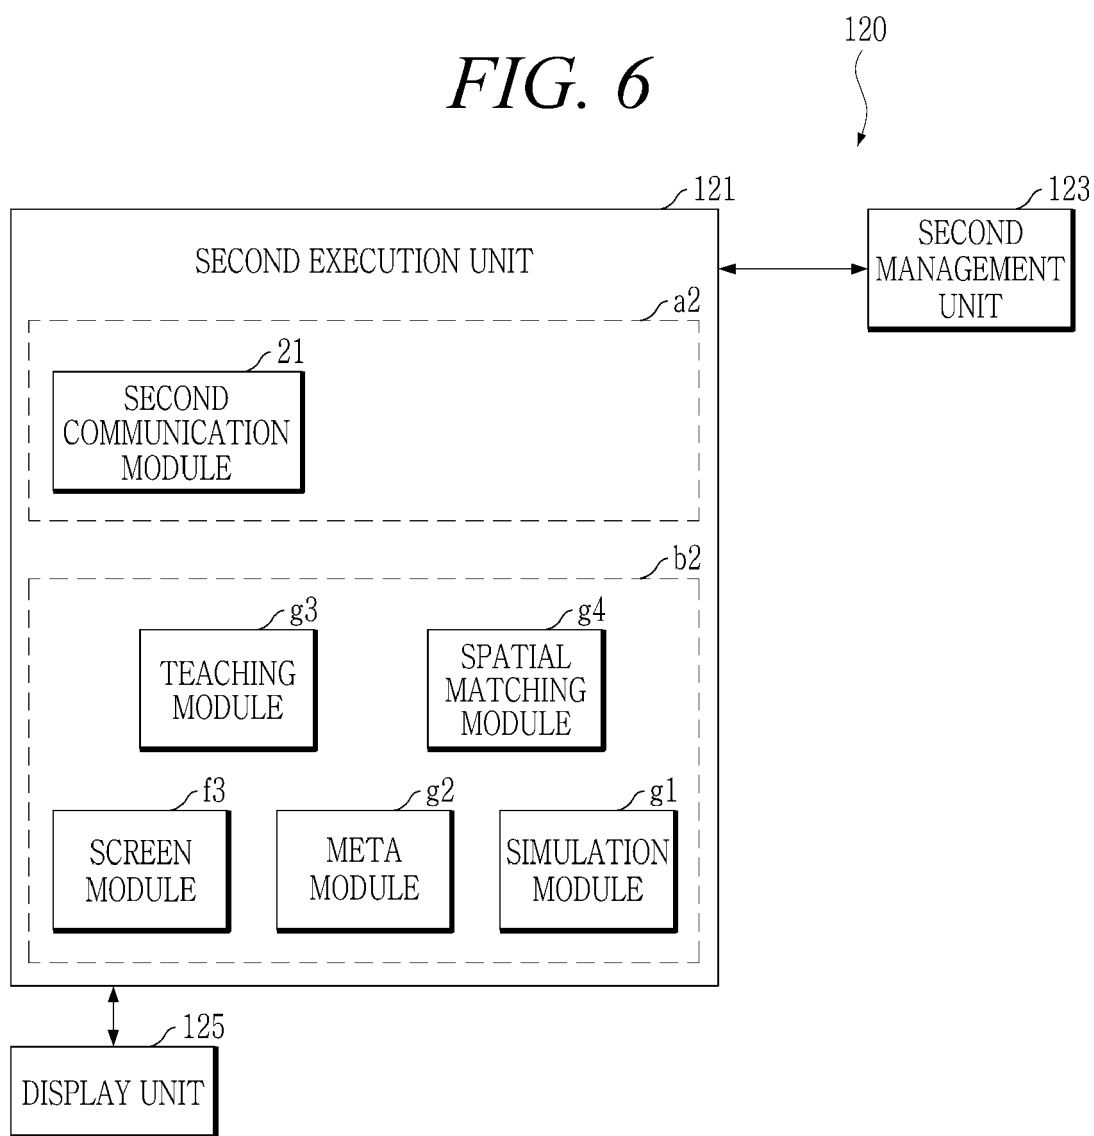 120
FIG. 6
121
123
SECOND EXECUTION UNIT
SECOND
MANAGEMENT
UNIT
a2
21
SECOND
COMMUNICATION
MODULE
b2
g3
g4
TEACHING
MODULE
SPATIAL
MATCHING
MODULE
f3
g2
g1
SCREEN
MODULE
META
MODULE
SIMULATION
MODULE
125
DISPLAY UNIT